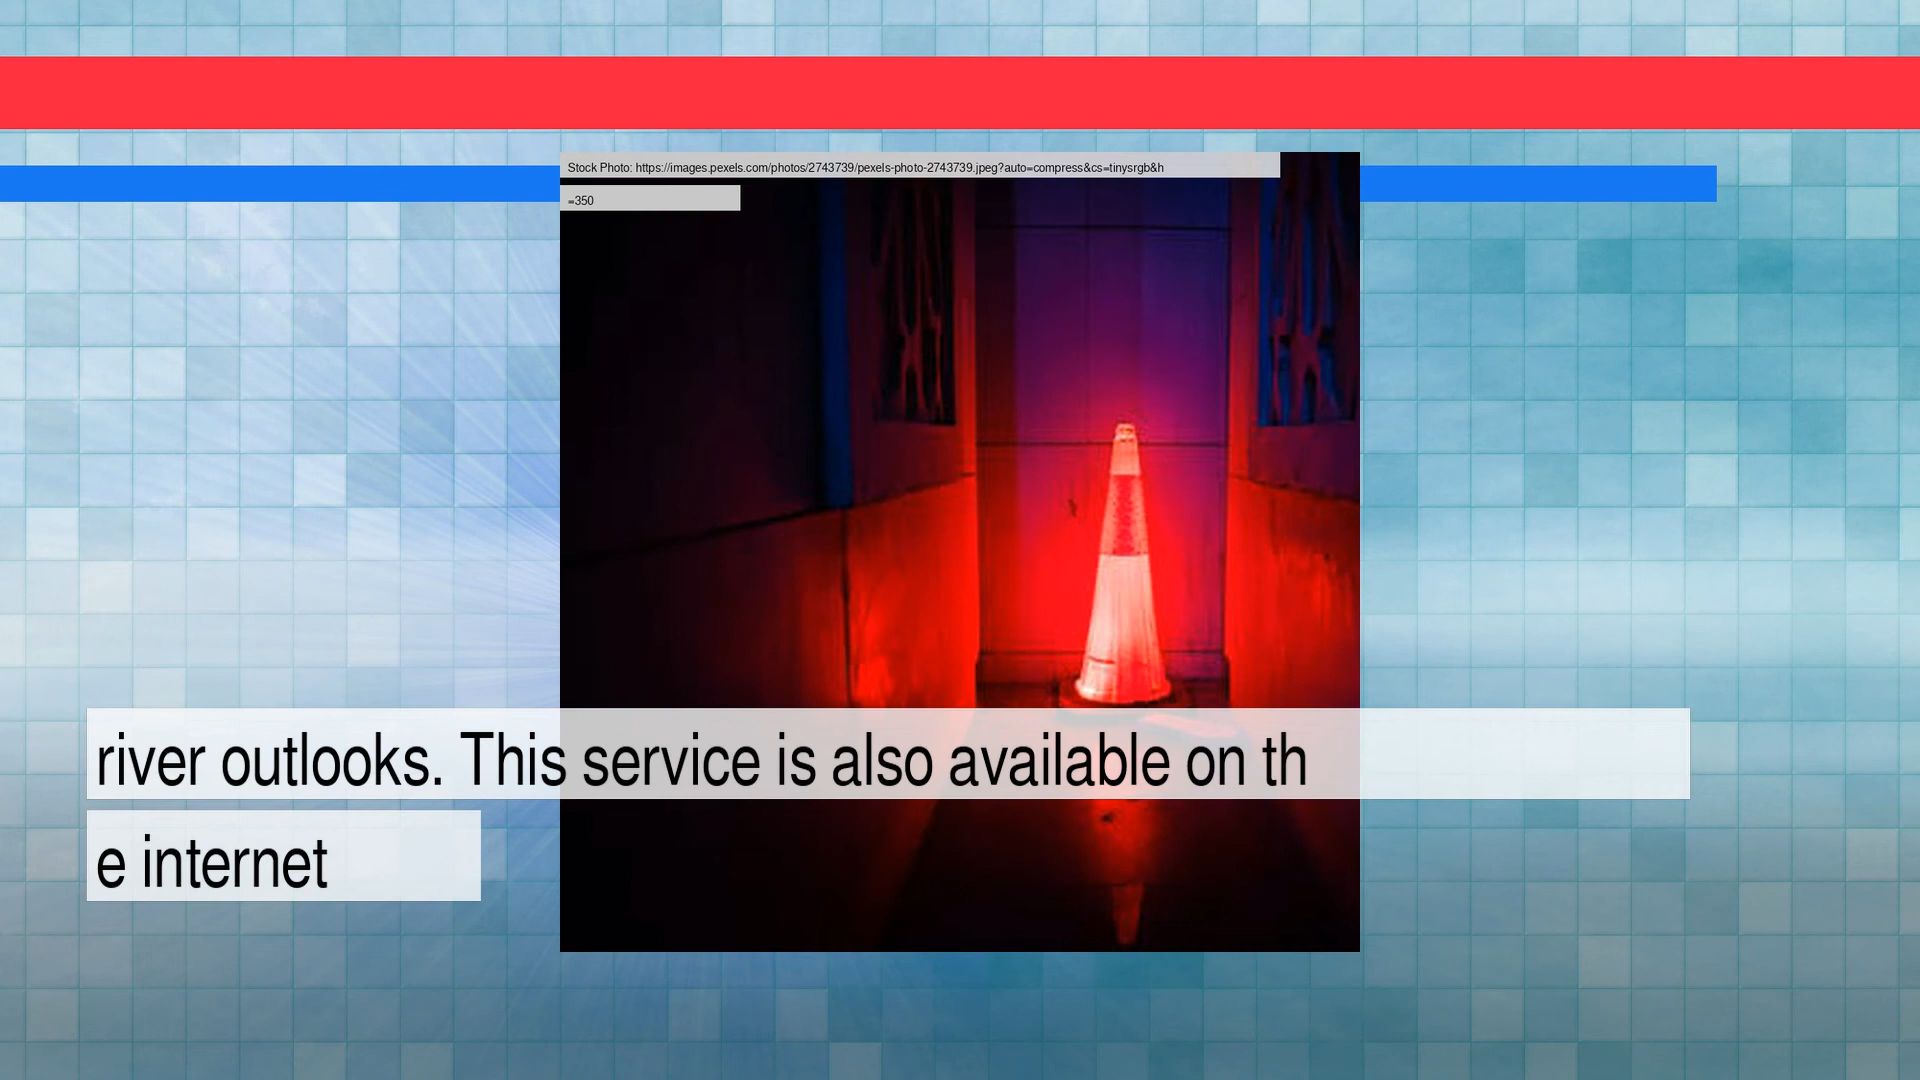 Stock Photo: https://images.pexels.com/photos/2743739/pexels-photo-2743739.jpeg?auto=compress&cs=tinysrgb&h
=350
river outlooks. This service is also available on th
e internet